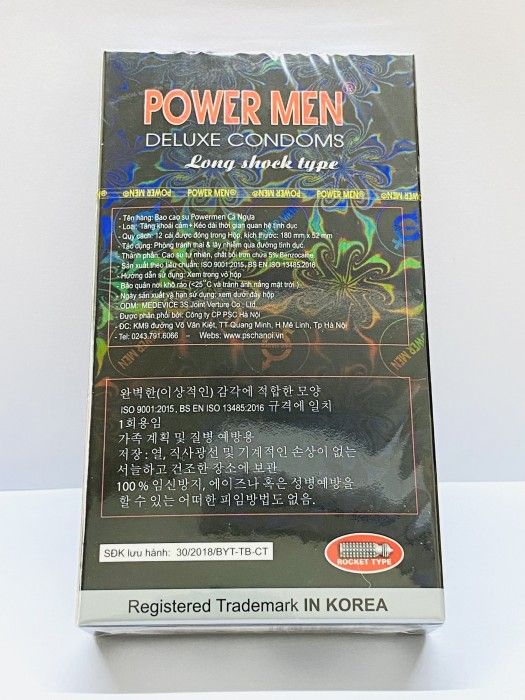 POWER MEN®
DELUXE CONDOMS
Long shock type
POWER MEN® POWER MEN® POWER MEN® POWER MEN®
- Tên hàng: Bao cao su Powermen Cá Ngựa
- Loại: Tăng khoái cảm+ Kéo dài thời gian quan hệ tình dục
- Quy cách: 12 cái được đóng trong Hộp, kích thước: 180 mm x 52 mm
- Tác dụng: Phòng tránh thai & lây nhiễm qua đường tình dục.
- Thành phần: Cao su tự nhiên, chất bôi trơn chứa 5% Benzocaine
- Sản xuất theo tiêu chuẩn: ISO 9001:2015, BS EN ISO 13485:2016
- Hướng dẫn sử dụng: Xem trong vỏ hộp
- Bảo quản nơi khô ráo (<25°C và tránh ánh nắng mặt trời)
- Ngày sản xuất và hạn sử dụng: xem dưới đáy hộp
- ODM: MEDEVICE 3S Joint Verture Co.; Ltd.
- Được phân phối bởi: Công ty CP PSC Hà Nội
- ĐC: KM9 đường Võ Văn Kiệt, TT Quang Minh, H.Mê Linh, Tp Hà Nội
- Tel: 0243.791.6066 – Webs: www.pschanoi.vn
완벽한(이상적인) 감각에 적합한 모양
ISO 9001:2015, BS EN ISO 13485:2016 규격에 일치
1회용임
가족 계획 및 질병 예방용
저장 : 열, 직사광선 및 기계적인 손상이 없는
서늘하고 건조한 장소에 보관
100 % 임신방지, 에이즈나 혹은 성병예방을
할 수 있는 어떠한 피임방법도 없음.
SĐK lưu hành: 30/2018/BYT-TB-CT
ROCKET TYPE
Registered Trademark IN KOREA